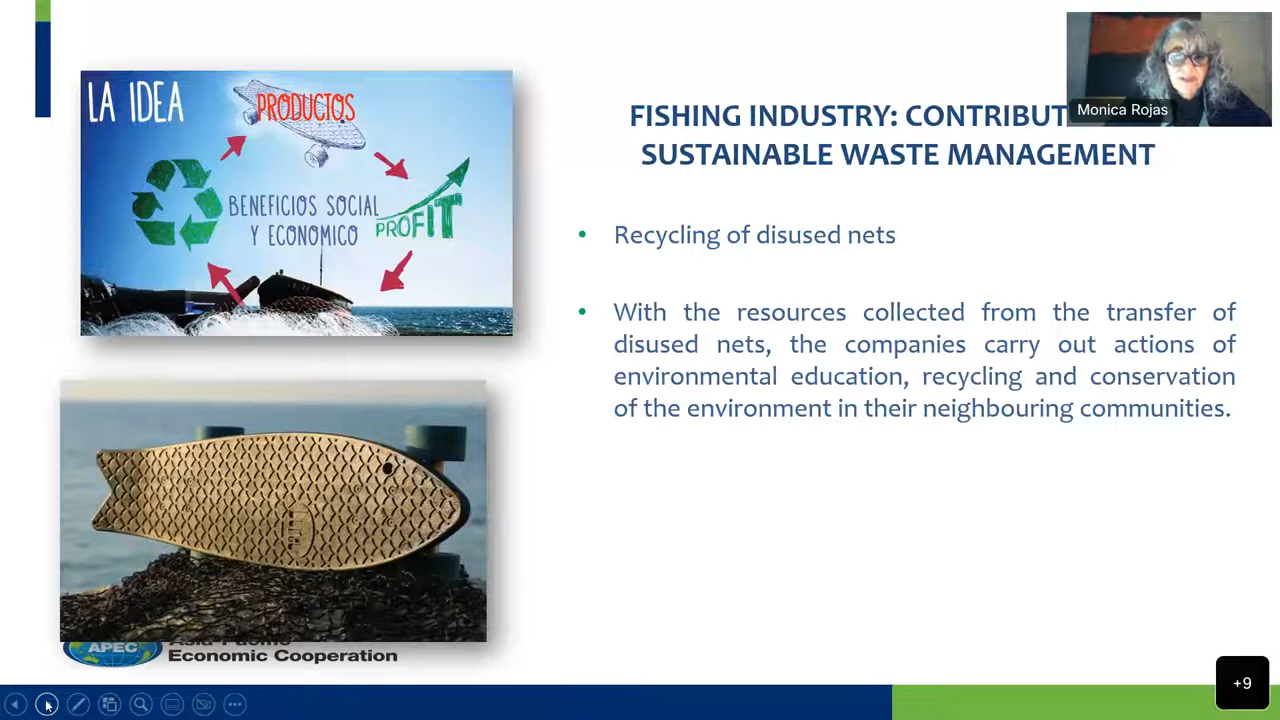 LA IDEA
PRODUCTOS
BENEFICIOS SOCIAL
Y ECONOMICO
PROFIT
FISHING INDUSTRY:
SUSTAINABLE WASTE MANAGEMENT
• Recycling of disused nets
• With the resources collected from the transfer of
disused nets, the companies carry out actions of
environmental education, recycling and conservation
of the environment in their neighbouring communities.
Monica Rojas
APEC
Economic Cooperation
+9